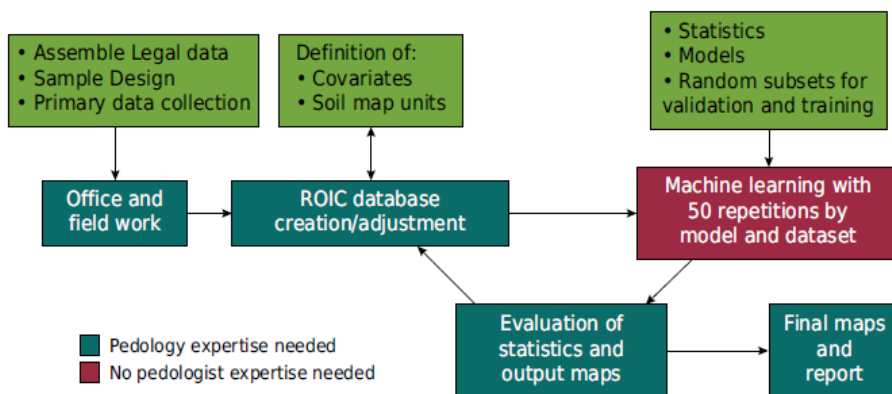 • Assemble Legal data
• Sample Design
• Primary data collection
Definition of:
• Covariates
• Soil map units
• Statistics
• Models
• Random subsets for
validation and training
Office and
field work
ROIC database
creation/adjustment
Machine learning with
50 repetitions by
model and dataset
Evaluation of
statistics and
output maps
Final maps
and
report
Pedology expertise needed
No pedologist expertise needed